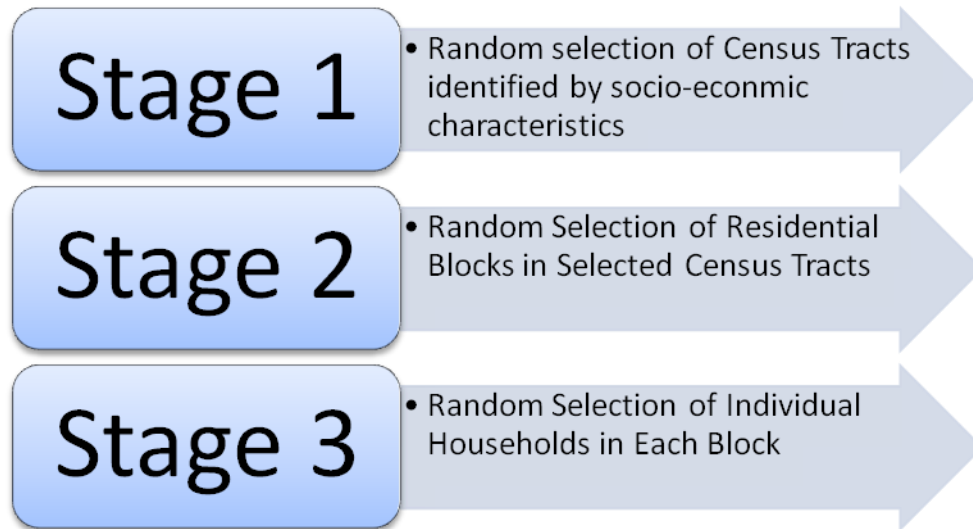 Stage 1
• Random selection of Census Tracts
identified by socio-econmic
characteristics
Stage 2
• Random Selection of Residential
Blocks in Selected Census Tracts
Stage 3
• Random Selection of Individual
Households in Each Block